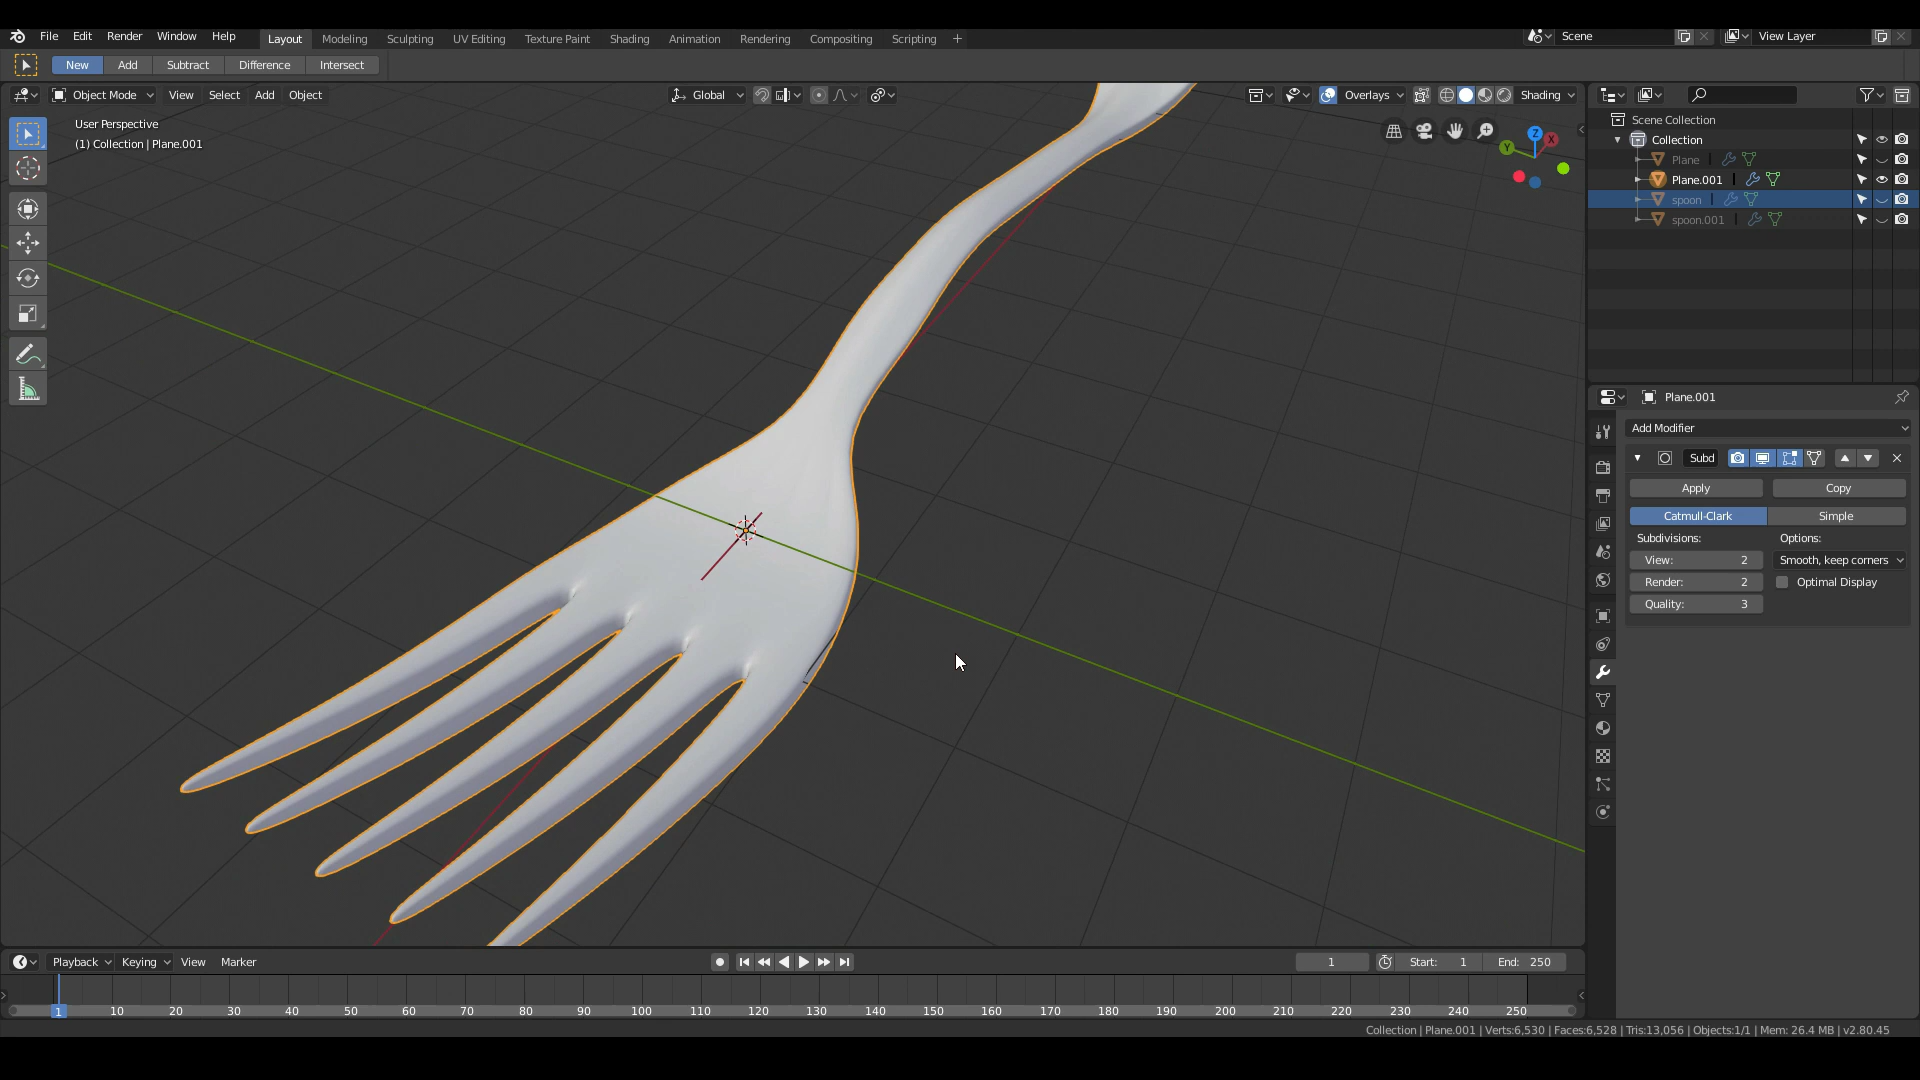 File Edit Render Window Help Layout Modeling Sculpting UV Editing Texture Paint Shading Animation Rendering Compositing Scripting + Scene View Layer
New Add Subtract Difference Intersect
Object Mode View Select Add Object Global Overlays Shading
User Perspective
(1) Collection | Plane.001
Z
X
Y
Scene Collection
Collection
Plane
Plane.001
spoon
spoon.001
Plane.001
Add Modifier
Subd
Apply Copy
Catmull-Clark Simple
Subdivisions: Options:
View: 2 Smooth, keep corners
Render: 2 Optimal Display
Quality: 3
Playback Keying View Marker 1 Start: 1 End: 250
1 10 20 30 40 50 60 70 80 90 100 110 120 130 140 150 160 170 180 190 200 210 220 230 240 250
Collection | Plane.001 | Verts:6,530 | Faces:6,528 | Tris:13,056 | Objects:1/1 | Mem: 26.4 MB | v2.80.45